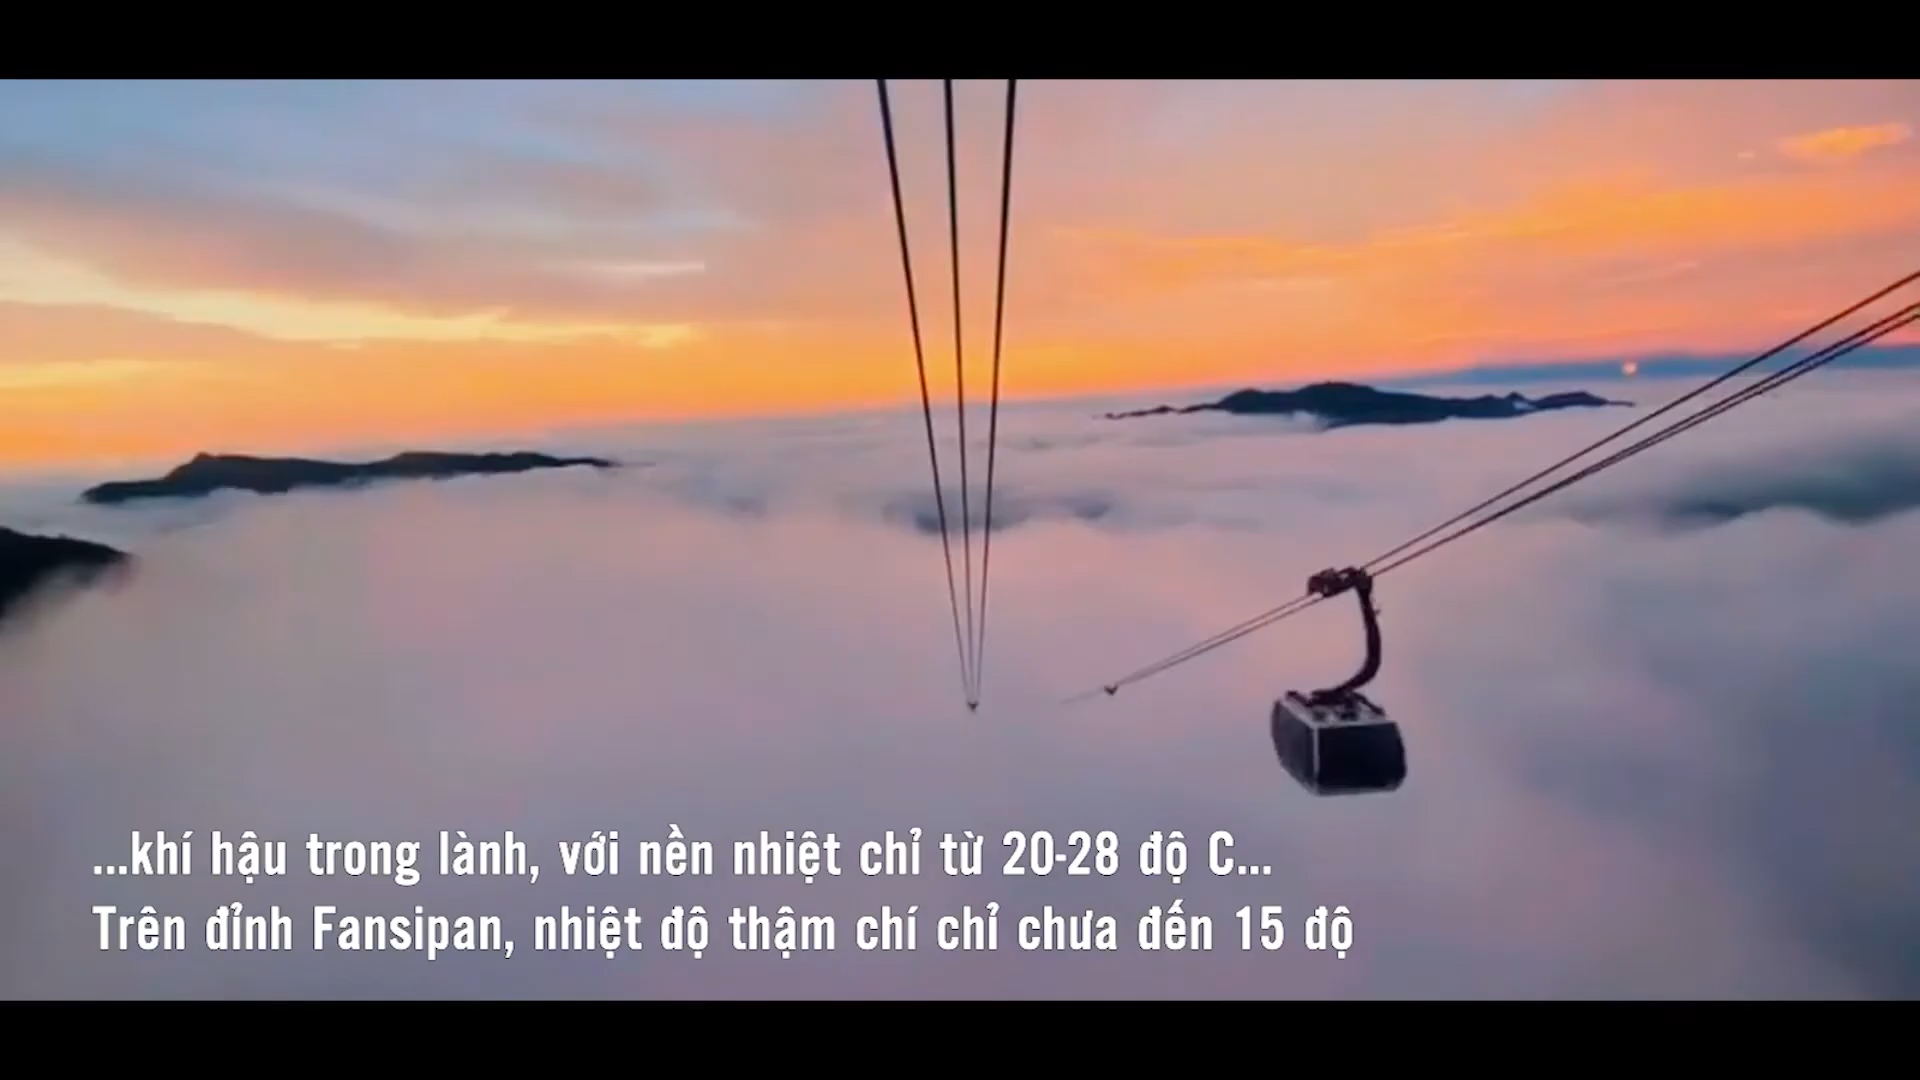 ...khí hậu trong lành, với nền nhiệt chỉ từ 20-28 độ C...
Trên đỉnh Fansipan, nhiệt độ thậm chí chỉ chưa đến 15 độ